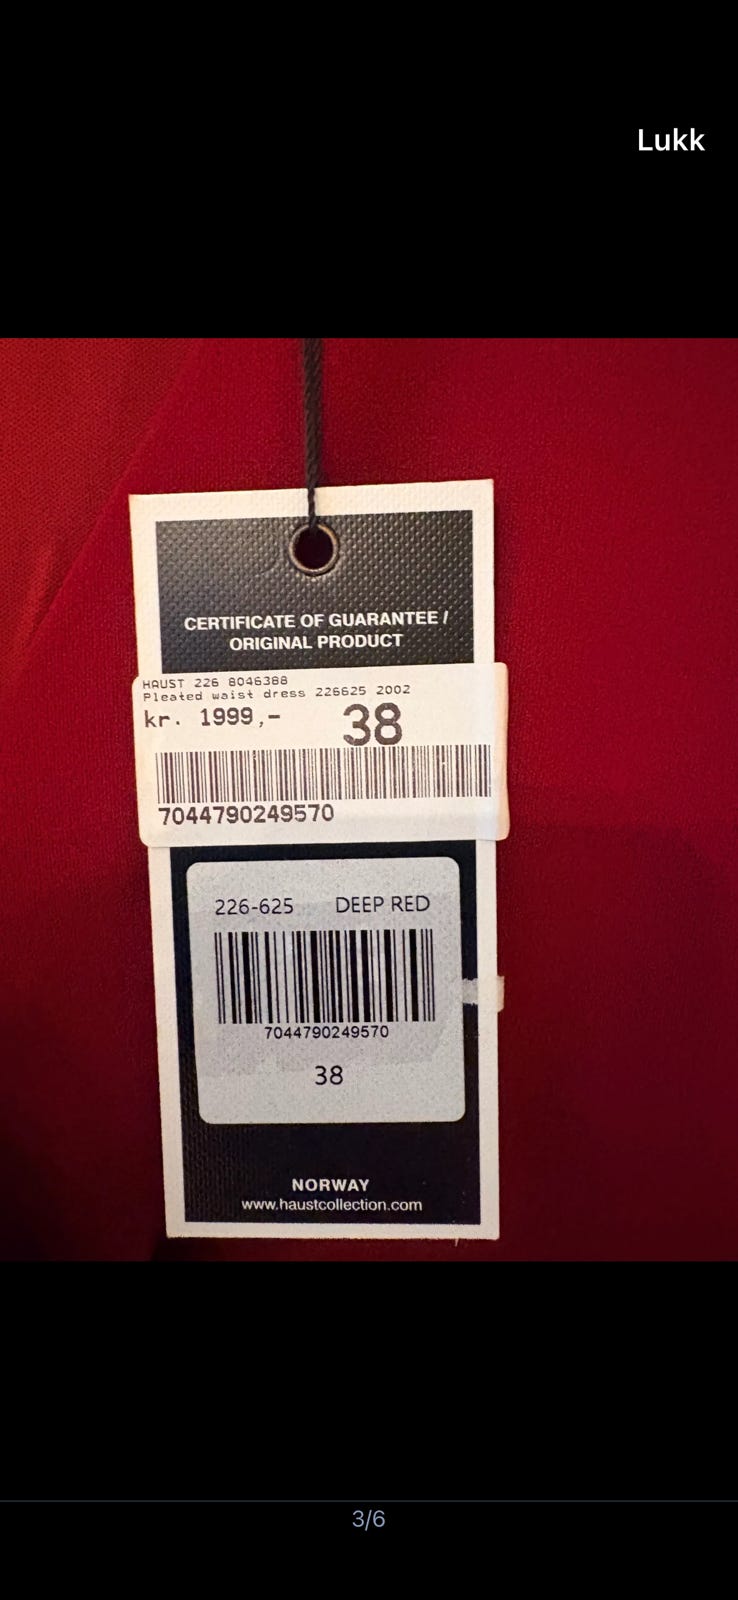 Lukk
CERTIFICATE OF GUARANTEE /
ORIGINAL PRODUCT
HAUST 226 8046388
Pleated waist dress 226625 2002
kr. 1999,- 38
7044790249570
226-625 DEEP RED
7044790249570
38
NORWAY
www.haustcollection.com
3/6